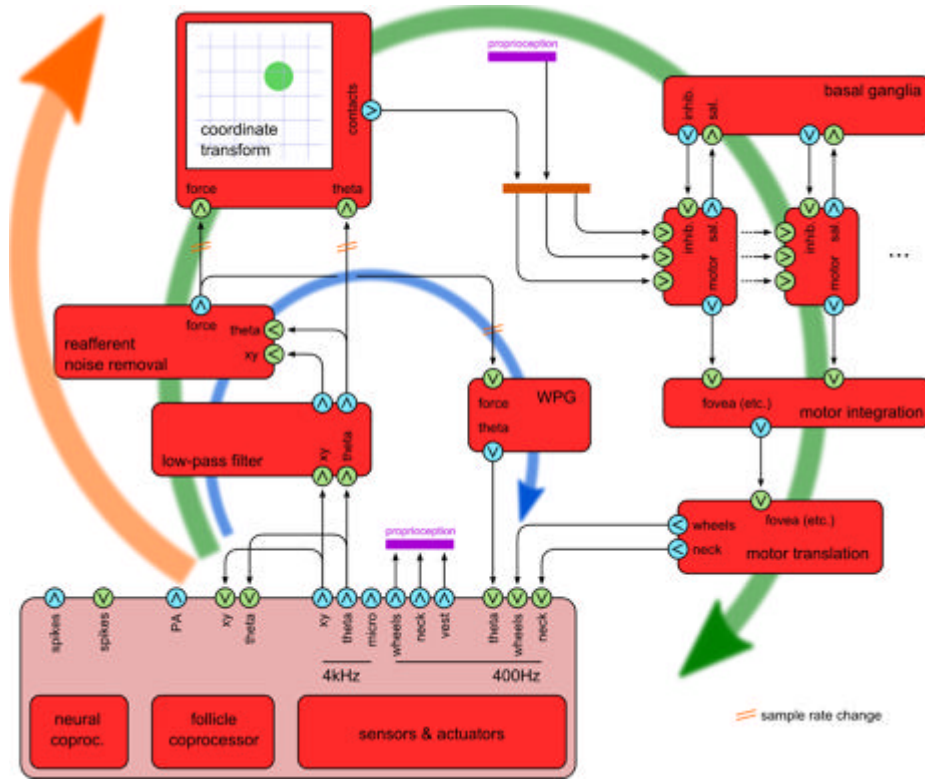 proprioception
basal ganglia
inhib.
sal.
inhib.
sal.
contacts
coordinate
transform
force
theta
inhib.
sal.
motor
inhib.
sal.
motor
...
force
theta
xy
reafferent
noise removal
WPG
force
theta
fovea (etc.)
motor integration
xy
theta
low-pass filter
fovea (etc.)
wheels
neck
motor translation
proprioception
spikes
spikes
PA
xy
theta
xy
theta
micro
wheels
neck
vest
theta
wheels
neck
4kHz
400Hz
neural
coproc.
follicle
coprocessor
sensors & actuators
sample rate change